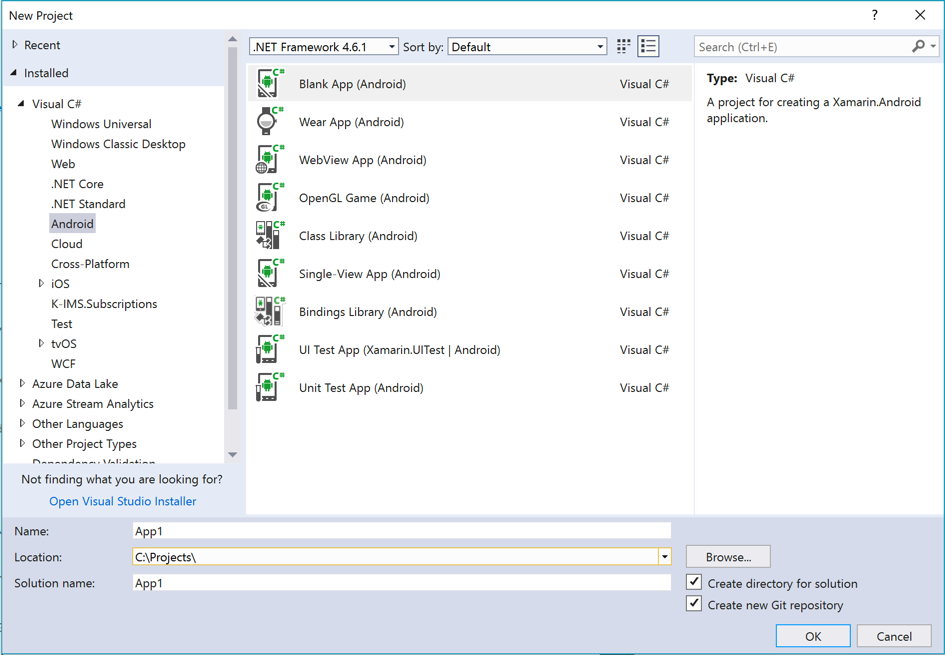 New Project
?
Recent
Installed
Visual C#
Windows Universal
Windows Classic Desktop
Web
.NET Core
.NET Standard
Android
Cloud
Cross-Platform
iOS
K-IMS.Subscriptions
Test
tvOS
WCF
Azure Data Lake
Azure Stream Analytics
Other Languages
Other Project Types
Dependency Validation
Not finding what you are looking for?
Open Visual Studio Installer
.NET Framework 4.6.1 Sort by: Default
Blank App (Android) Visual C#
Wear App (Android) Visual C#
WebView App (Android) Visual C#
OpenGL Game (Android) Visual C#
Class Library (Android) Visual C#
Single-View App (Android) Visual C#
Bindings Library (Android) Visual C#
UI Test App (Xamarin.UITest | Android) Visual C#
Unit Test App (Android) Visual C#
Search (Ctrl+E)
Type: Visual C#
A project for creating a Xamarin.Android
application.
Name: App1
Location: C:\Projects\ Browse...
Solution name: App1
Create directory for solution
Create new Git repository
OK Cancel